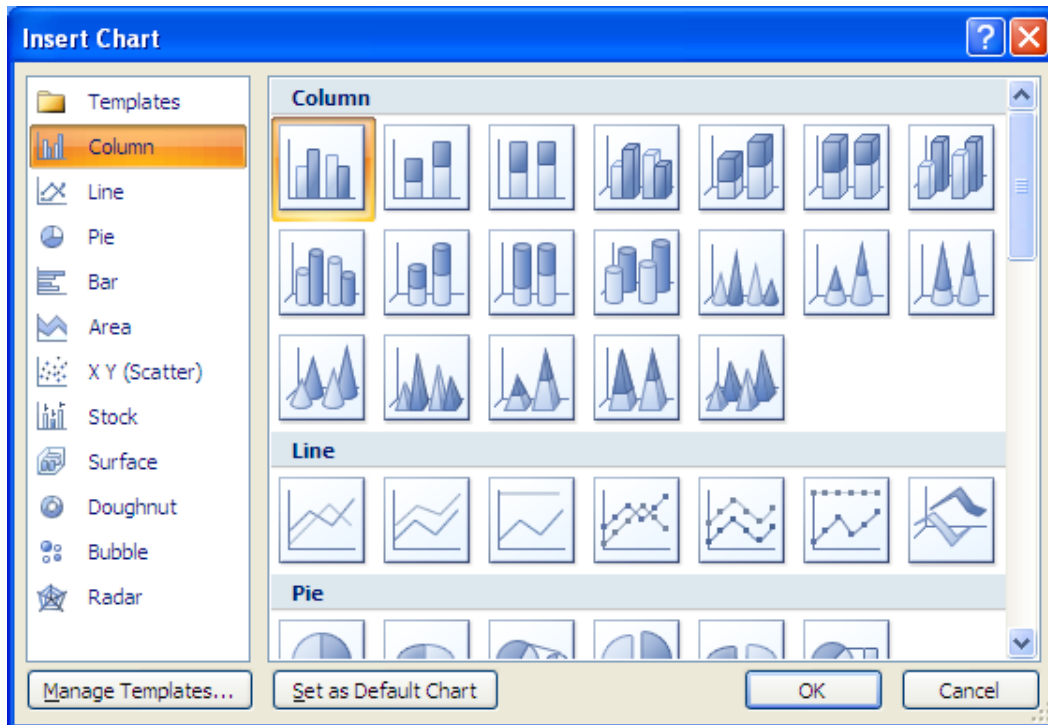 Insert Chart
?
Templates
Column
Line
Pie
Bar
Area
X Y (Scatter)
Stock
Surface
Doughnut
Bubble
Radar
Column
Line
Pie
Manage Templates...
Set as Default Chart
OK
Cancel